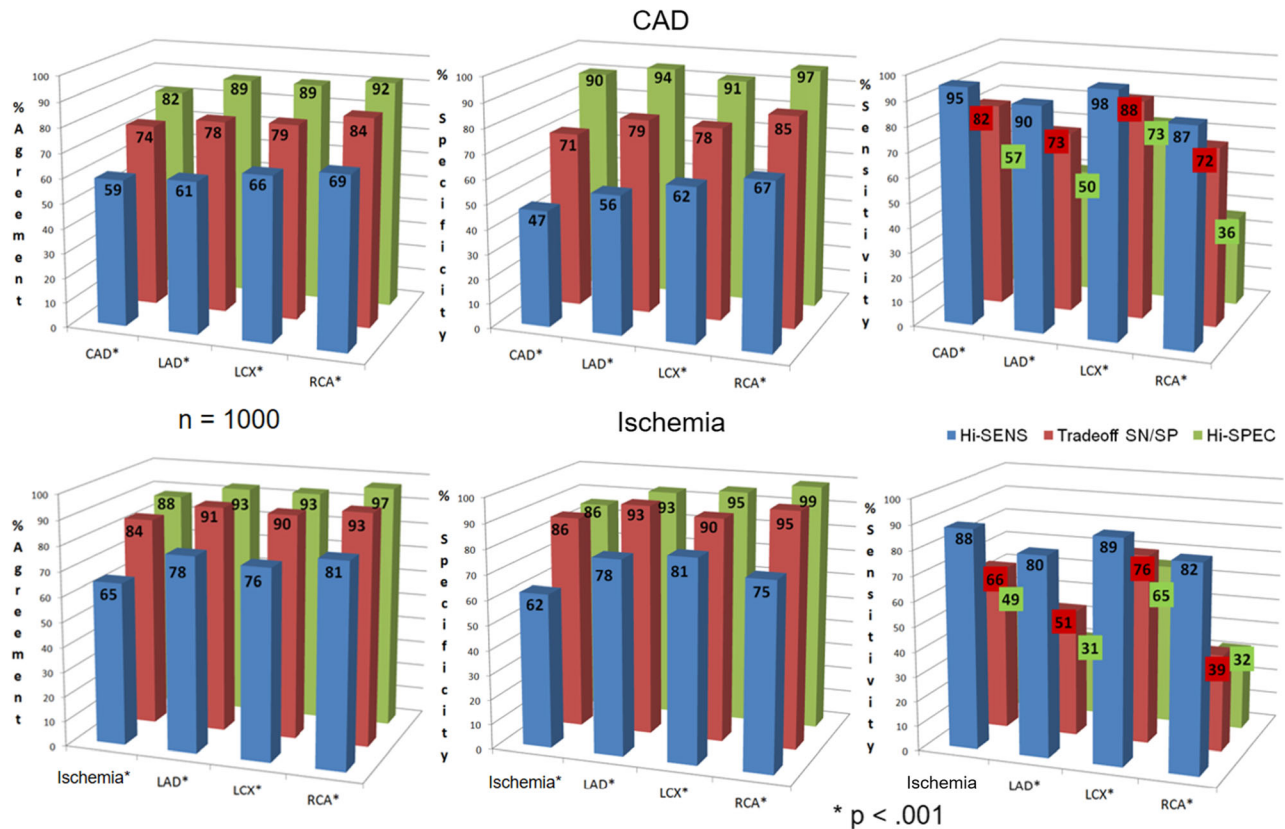 CAD
% Agreement
100
90
80
70
60
50
40
30
20
10
0
59 74 82
61 78 89
66 79 89
69 84 92
CAD* LAD* LCX* RCA*
% Specificity
100
90
80
70
60
50
40
30
20
10
0
47 71 90
56 79 94
62 78 91
67 85 97
CAD* LAD* LCX* RCA*
% Sensitivity
100
90
80
70
60
50
40
30
20
10
0
95 82 57
90 73 50
98 88 73
87 72 36
CAD* LAD* LCX* RCA*
n = 1000
Ischemia
Hi-SENS Tradeoff SN/SP Hi-SPEC
% Agreement
100
90
80
70
60
50
40
30
20
10
0
65 84 88
78 91 93
76 90 93
81 93 97
Ischemia* LAD* LCX* RCA*
% Specificity
100
90
80
70
60
50
40
30
20
10
0
62 86 86
78 93 93
81 90 95
75 95 99
Ischemia* LAD* LCX* RCA*
% Sensitivity
100
90
80
70
60
50
40
30
20
10
0
88 66 49
80 51 31
89 76 65
82 39 32
Ischemia LAD* LCX* RCA*
* p < .001